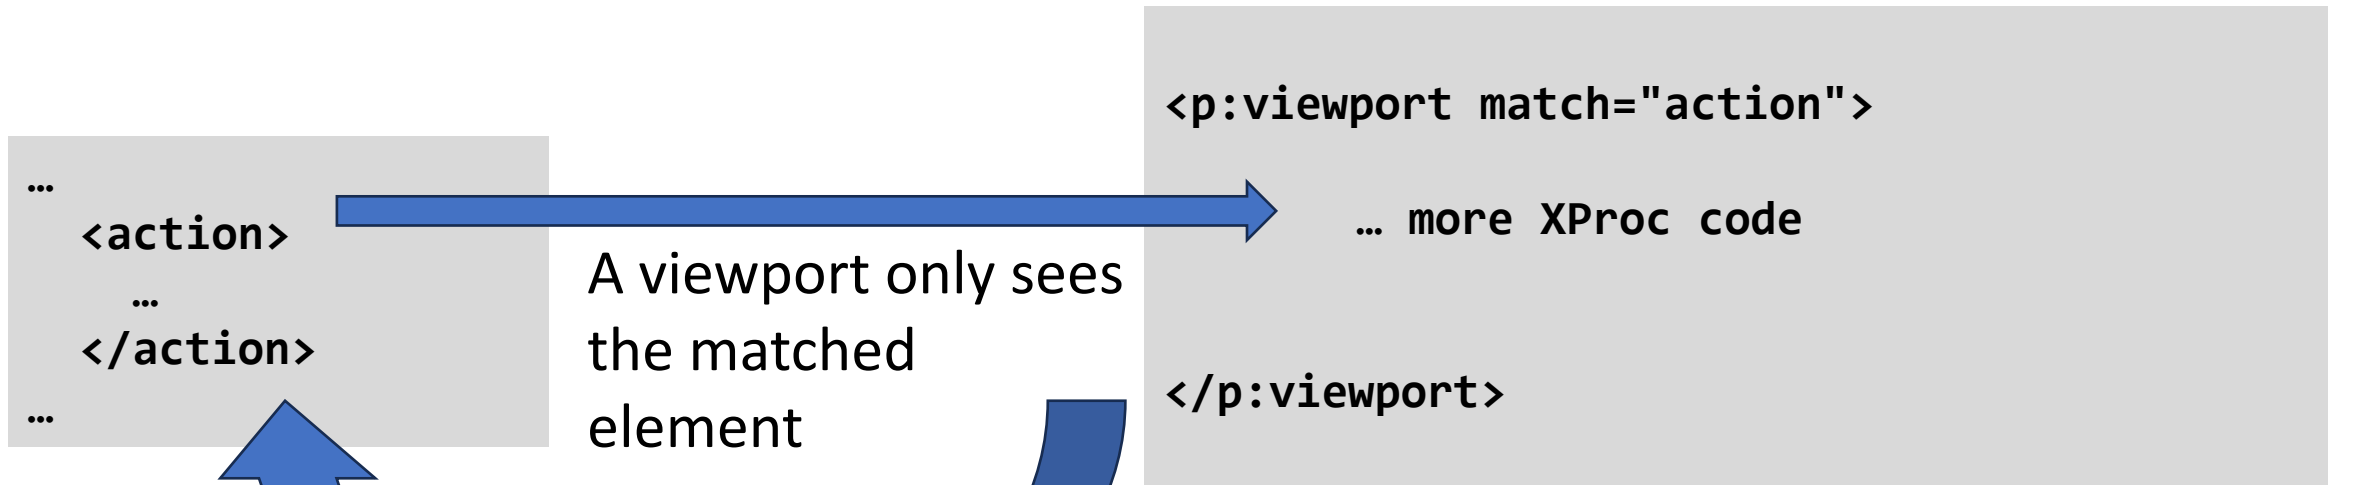 …
<action>
…
</action>
…
A viewport only sees
the matched
element
<p:viewport match="action">
… more XProc code
</p:viewport>